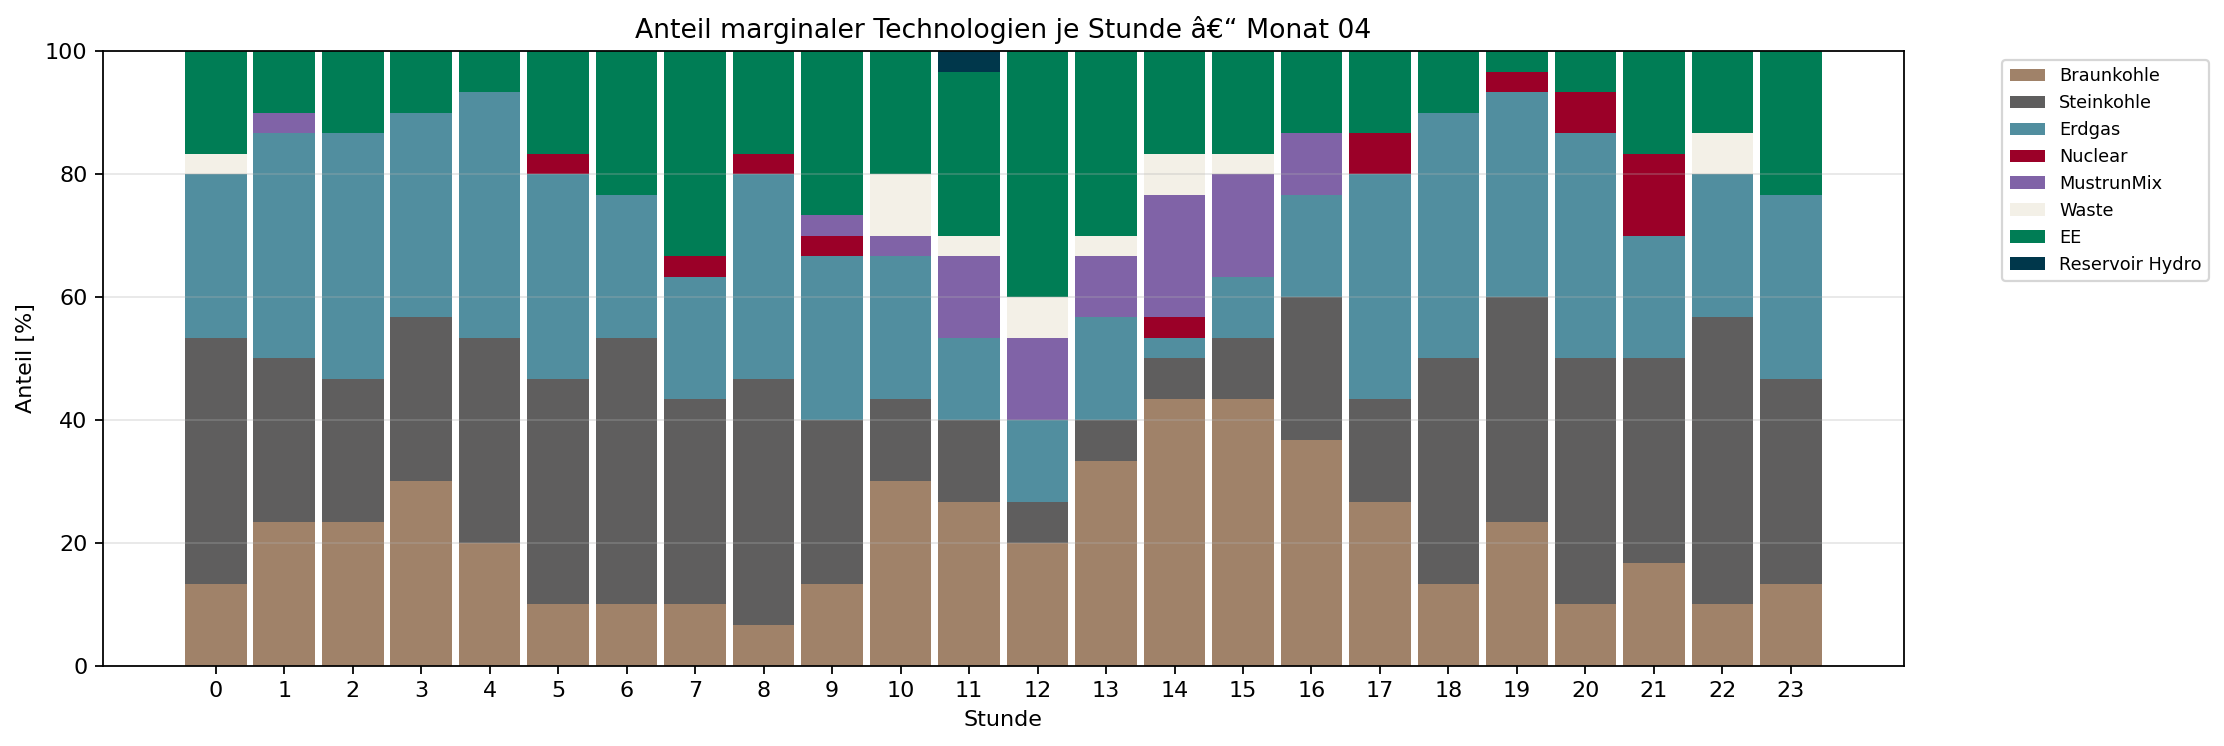 Anteil marginaler Technologien je Stunde â€“ Monat 04
Anteil [%]
100
80
60
40
20
0
0 1 2 3 4 5 6 7 8 9 10 11 12 13 14 15 16 17 18 19 20 21 22 23
Stunde
Braunkohle
Steinkohle
Erdgas
Nuclear
MustrunMix
Waste
EE
Reservoir Hydro